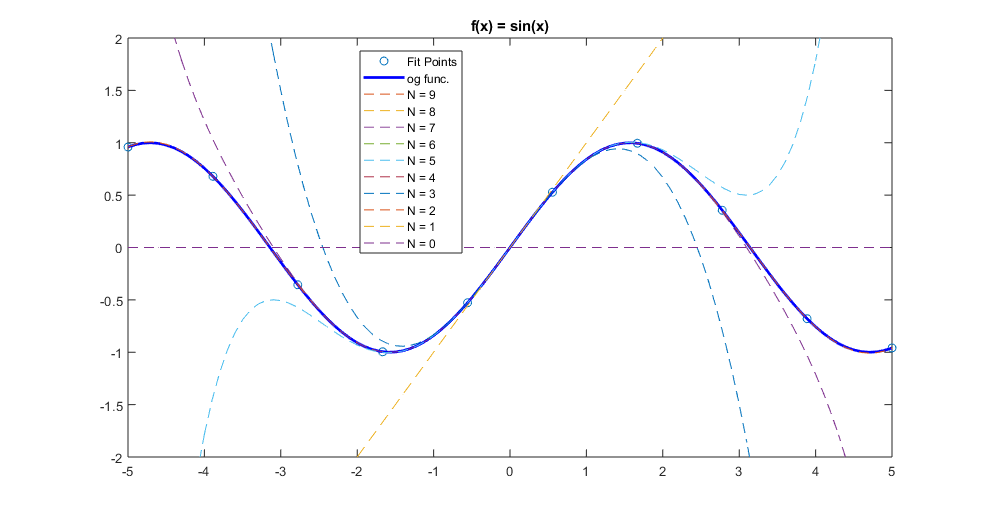 f(x) = sin(x)
2
1.5
1
0.5
0
-0.5
-1
-1.5
-2
Fit Points
og func.
N = 9
N = 8
N = 7
N = 6
N = 5
N = 4
N = 3
N = 2
N = 1
N = 0
-5 -4 -3 -2 -1 0 1 2 3 4 5